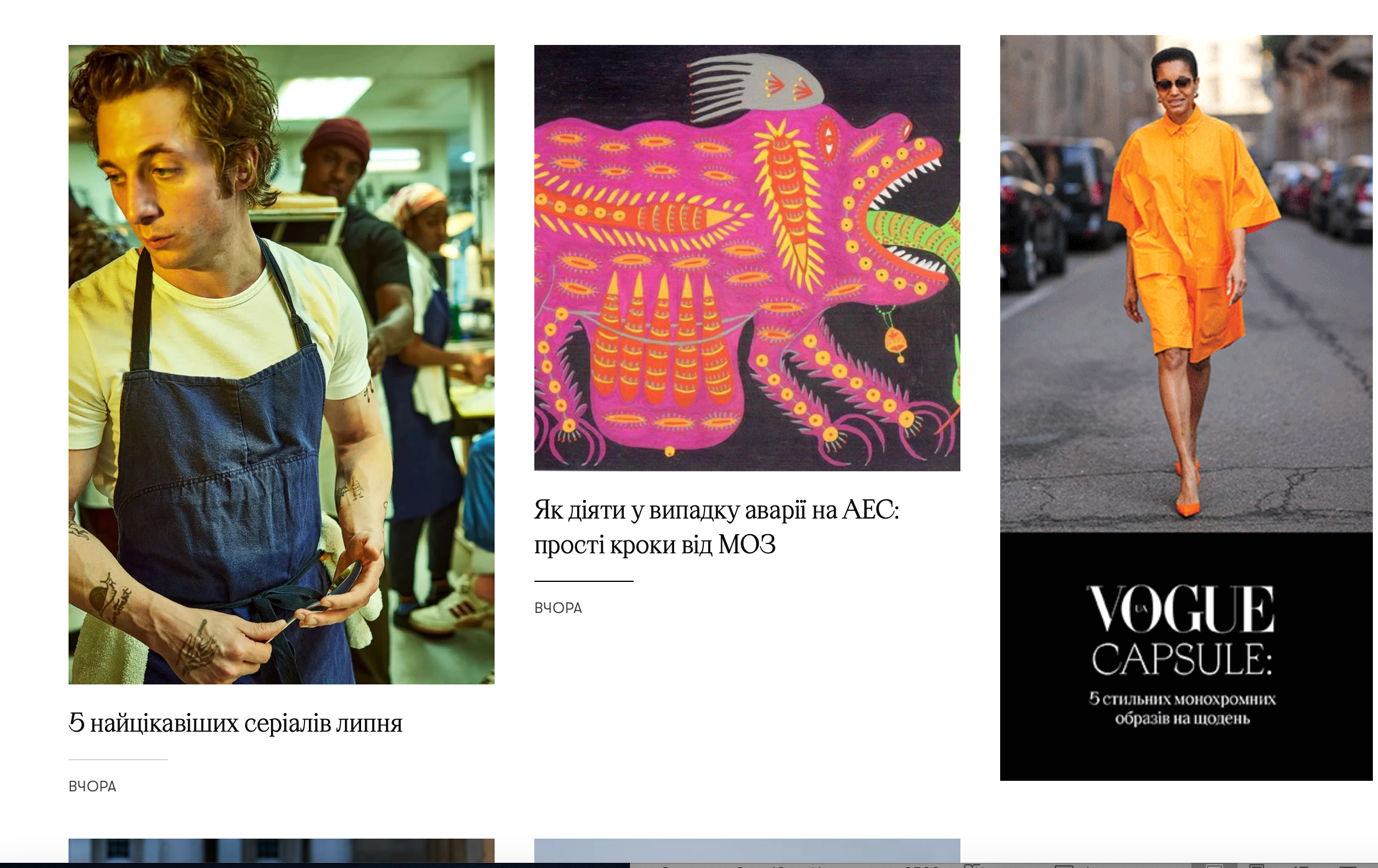 5 найцікавіших серіалів липня
ВЧОРА
Як діяти у випадку аварії на АЕС:
прості кроки від МОЗ
ВЧОРА
VOGUE
UA
CAPSULE:
5 стильних монохромних
образів на щодень